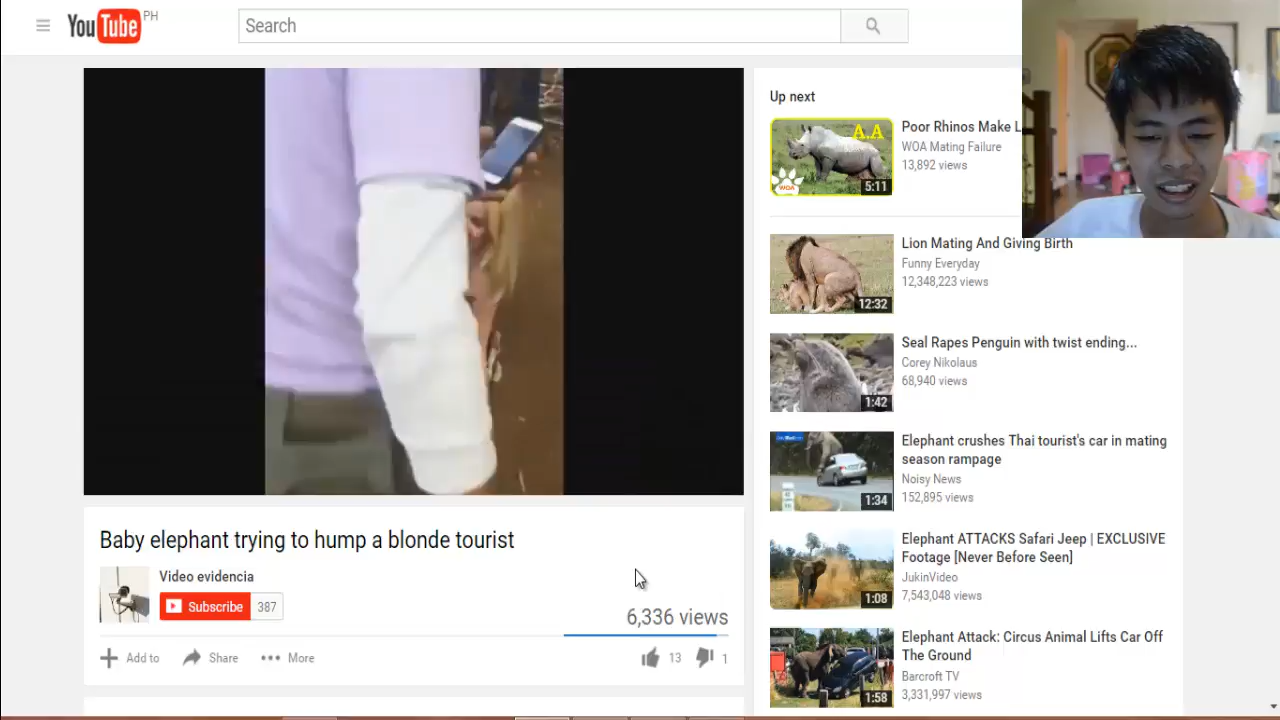 YouTube PH
Search
Up next
A.A
WOA
5:11
Poor Rhinos Make L
WOA Mating Failure
13,892 views
12:32
Lion Mating And Giving Birth
Funny Everyday
12,348,223 views
1:42
Seal Rapes Penguin with twist ending...
Corey Nikolaus
68,940 views
1:34
Elephant crushes Thai tourist's car in mating
season rampage
Noisy News
152,895 views
1:08
Elephant ATTACKS Safari Jeep | EXCLUSIVE
Footage [Never Before Seen]
JukinVideo
7,543,048 views
1:58
Elephant Attack: Circus Animal Lifts Car Off
The Ground
Barcroft TV
3,331,997 views
Baby elephant trying to hump a blonde tourist
Video evidencia
Subscribe 387
6,336 views
Add to Share More 13 1